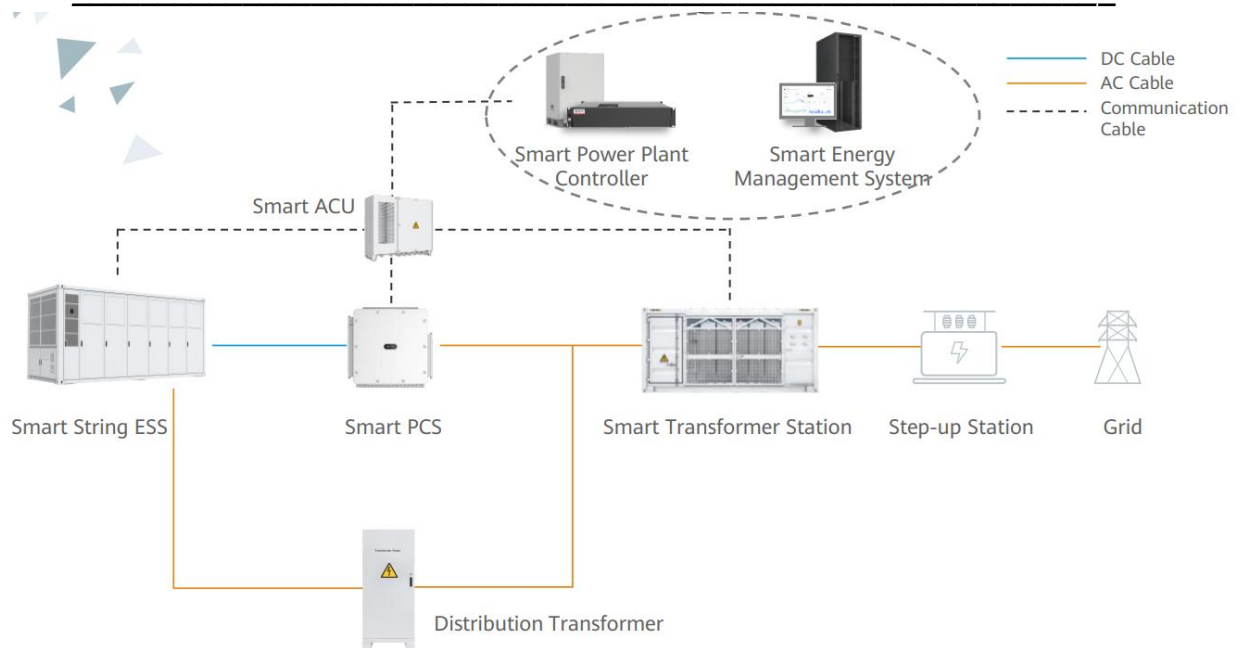 DC Cable
AC Cable
Communication
Cable
Smart Power Plant
Controller
Smart Energy
Management System
Smart ACU
Smart String ESS
Smart PCS
Smart Transformer Station
Step-up Station
Grid
Distribution Transformer